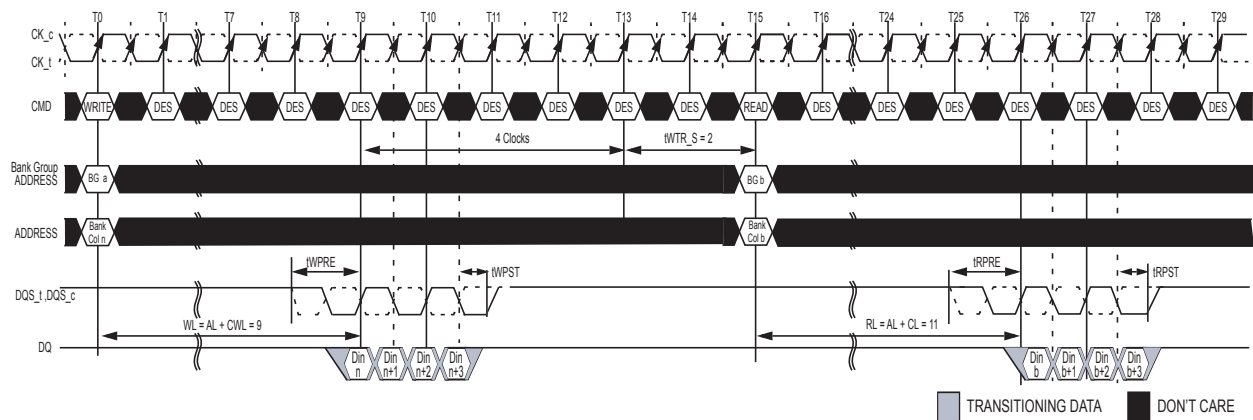 T0 T1 T7 T8 T9 T10 T11 T12 T13 T14 T15 T16 T24 T25 T26 T27 T28 T29
CK_c
CK_t
CMD WRITE DES DES DES DES DES DES DES DES DES READ DES DES DES DES DES DES DES
4 Clocks tWTR_S = 2
Bank Group
ADDRESS BG a BG b
ADDRESS Bank Col n Bank Col b
tWPRE tWPST tRPRE tRPST
DQS_t ,DQS_c
WL = AL + CWL = 9 RL = AL + CL = 11
DQ Din n Din n+1 Din n+2 Din n+3 Din b Din b+1 Din b+2 Din b+3
TRANSITIONING DATA DON'T CARE